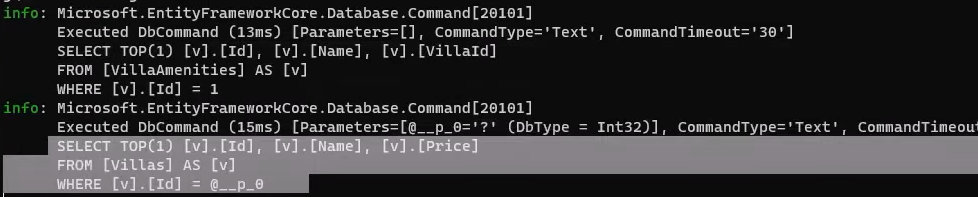 info: Microsoft.EntityFrameworkCore.Database.Command[20101]
Executed DbCommand (13ms) [Parameters=[], CommandType='Text', CommandTimeout='30']
SELECT TOP(1) [v].[Id], [v].[Name], [v].[VillaId]
FROM [VillaAmenities] AS [v]
WHERE [v].[Id] = 1
info: Microsoft.EntityFrameworkCore.Database.Command[20101]
Executed DbCommand (15ms) [Parameters=[@__p_0='?' (DbType = Int32)], CommandType='Text', CommandTimeout
SELECT TOP(1) [v].[Id], [v].[Name], [v].[Price]
FROM [Villas] AS [v]
WHERE [v].[Id] = @__p_0